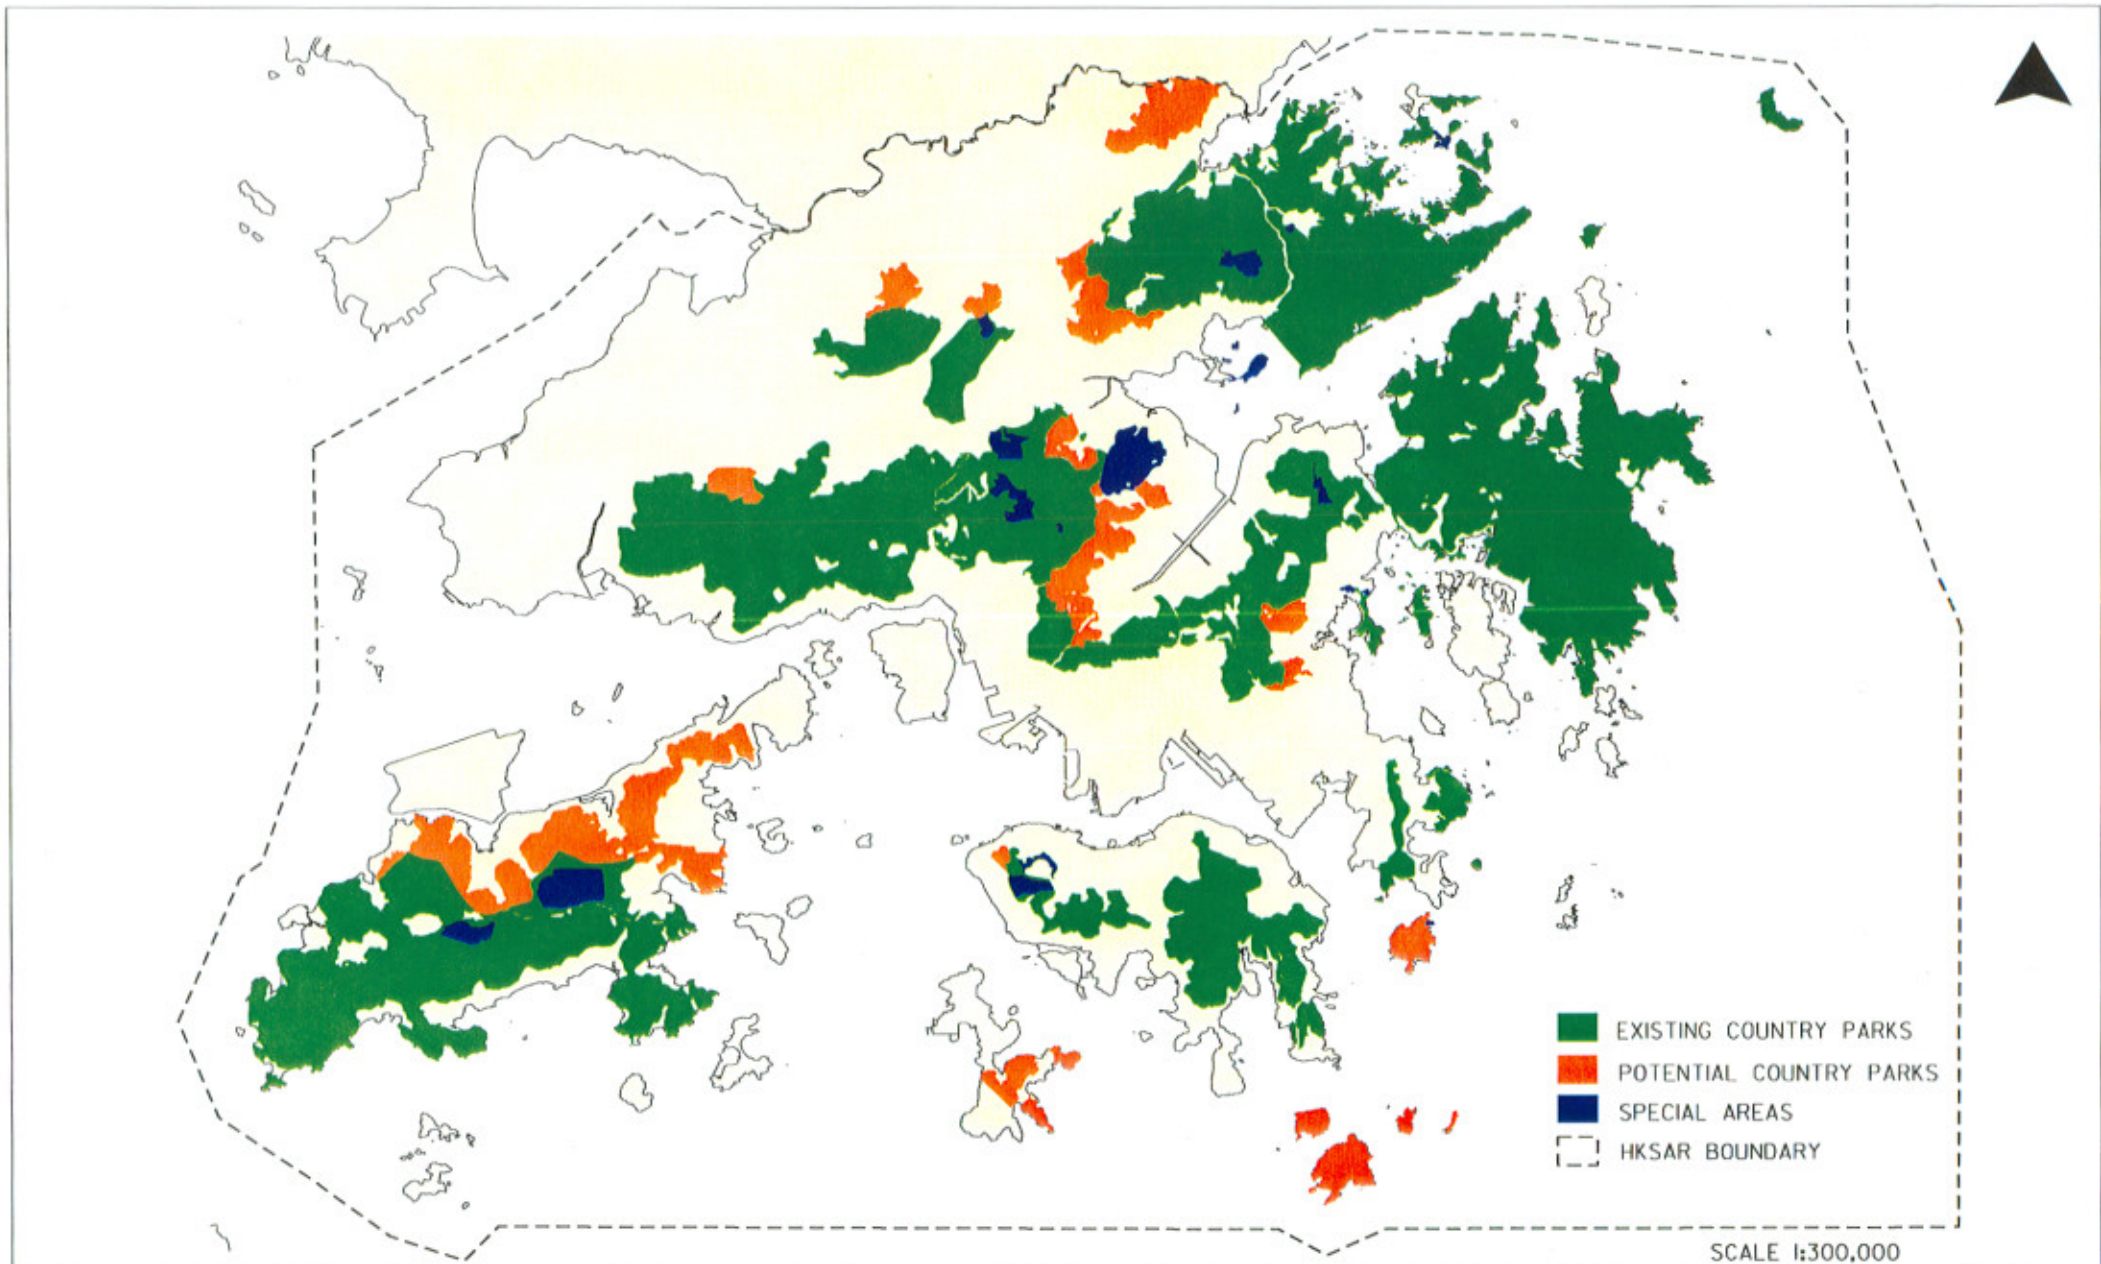 EXISTING COUNTRY PARKS
POTENTIAL COUNTRY PARKS
SPECIAL AREAS
HKSAR BOUNDARY
SCALE 1:300,000